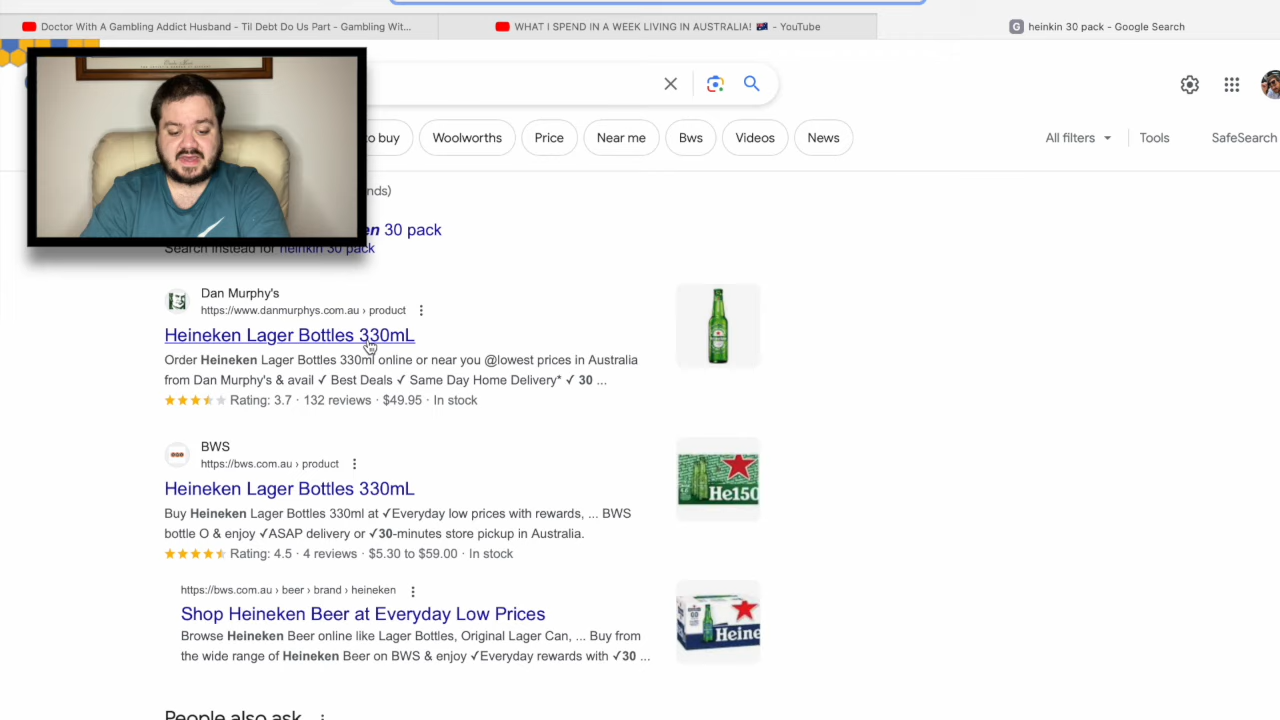 Doctor With A Gambling Addict Husband - Til Debt Do Us Part - Gambling Wit...
WHAT I SPEND IN A WEEK LIVING IN AUSTRALIA! 🇦🇺 - YouTube
G heinkin 30 pack - Google Search
to buy
Woolworths
Price
Near me
Bws
Videos
News
All filters
Tools
SafeSearch
nds)
en 30 pack
Search instead for heinkin 30 pack
Dan Murphy's
https://www.danmurphys.com.au › product
Heineken Lager Bottles 330mL
Order Heineken Lager Bottles 330ml online or near you @lowest prices in Australia
from Dan Murphy's & avail ✓ Best Deals ✓ Same Day Home Delivery* ✓ 30 ...
Rating: 3.7 · 132 reviews · $49.95 · In stock
BWS
https://bws.com.au › product
Heineken Lager Bottles 330mL
Buy Heineken Lager Bottles 330ml at ✓Everyday low prices with rewards, ... BWS
bottle O & enjoy ✓ASAP delivery or ✓30-minutes store pickup in Australia.
Rating: 4.5 · 4 reviews · $5.30 to $59.00 · In stock
He150
https://bws.com.au › beer › brand › heineken
Shop Heineken Beer at Everyday Low Prices
Browse Heineken Beer online like Lager Bottles, Original Lager Can, ... Buy from
the wide range of Heineken Beer on BWS & enjoy ✓Everyday rewards with ✓30 ...
Heine
People also ask